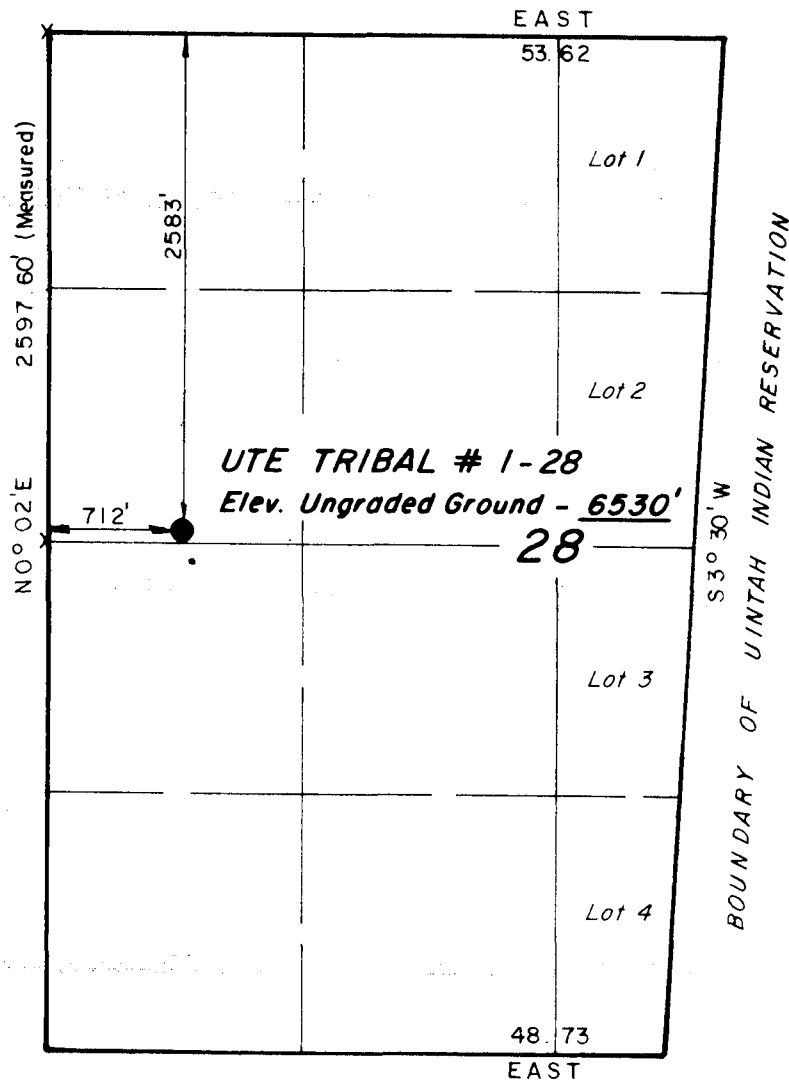 EAST
53.62
Lot 1
2597.60' (Measured)
2583'
Lot 2
UTE TRIBAL # 1-28
Elev. Ungraded Ground - 6530'
712'
28
N0° 02'E
S3° 30' W
BOUNDARY OF UINTAH INDIAN RESERVATION
Lot 3
Lot 4
48.73
EAST